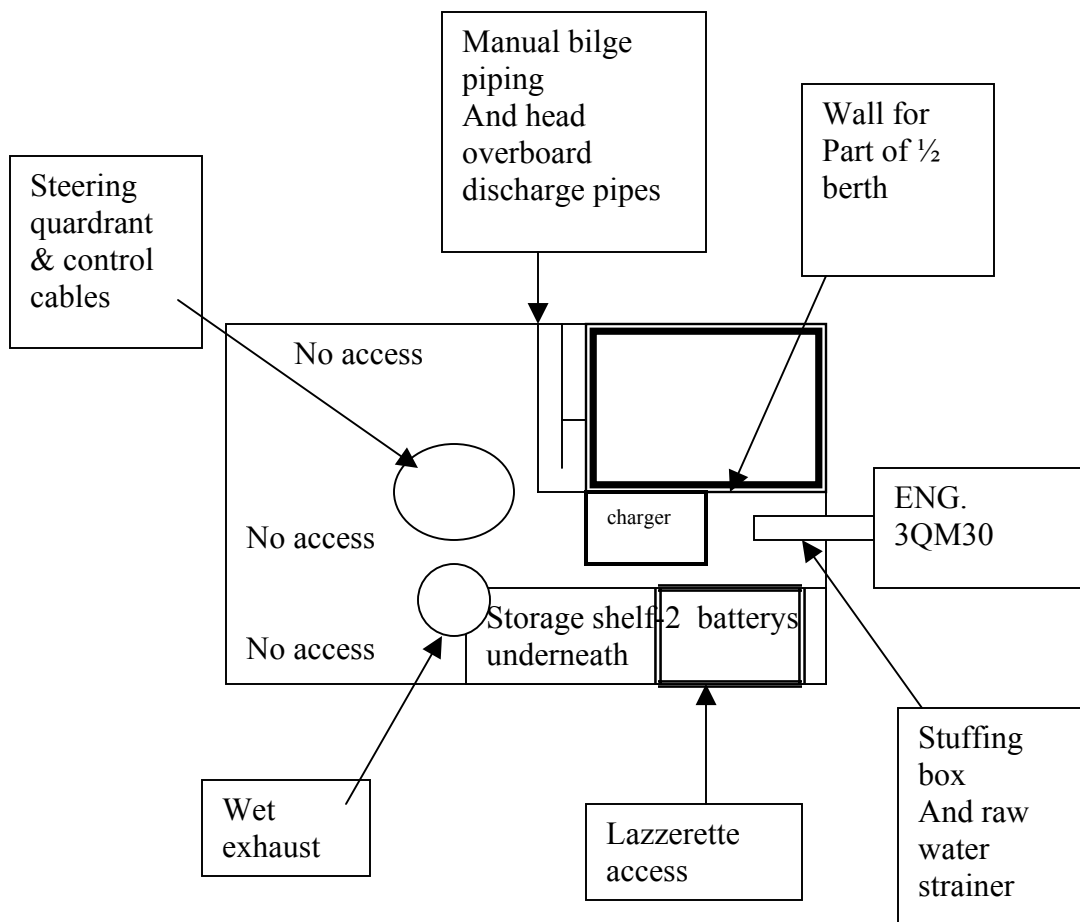 Manual bilge
piping
And head
overboard
discharge pipes
Wall for
Part of ½
berth
Steering
quardrant
& control
cables
No access
ENG.
3QM30
charger
No access
Storage shelf-2 batterys
underneath
No access
Stuffing
box
And raw
water
strainer
Wet
exhaust
Lazzerette
access